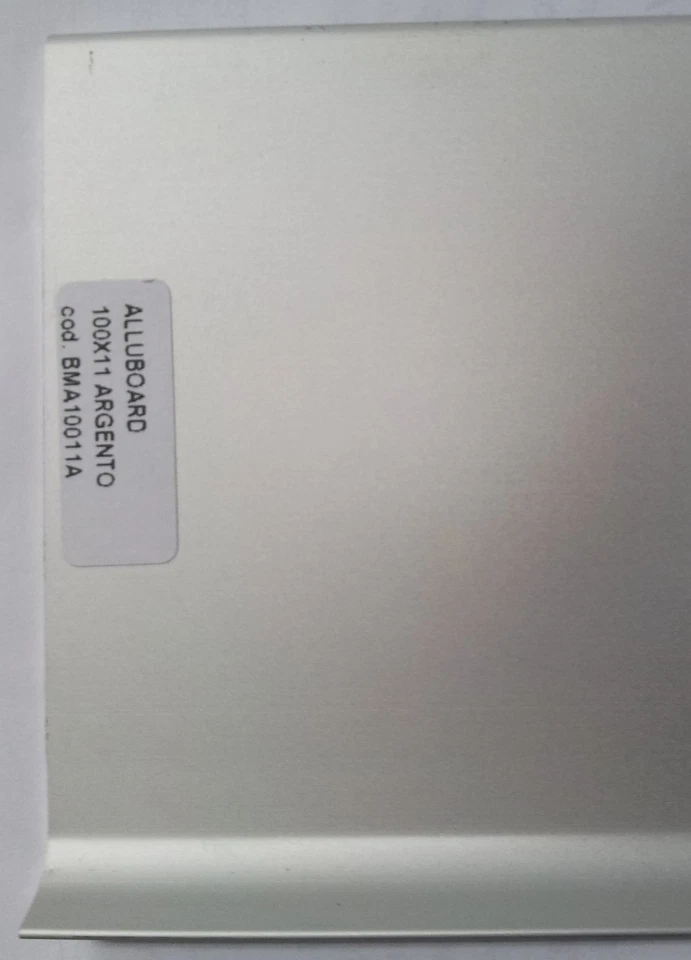 ALLUBOARD
100X11 ARGENTO
cod. BMA10011A